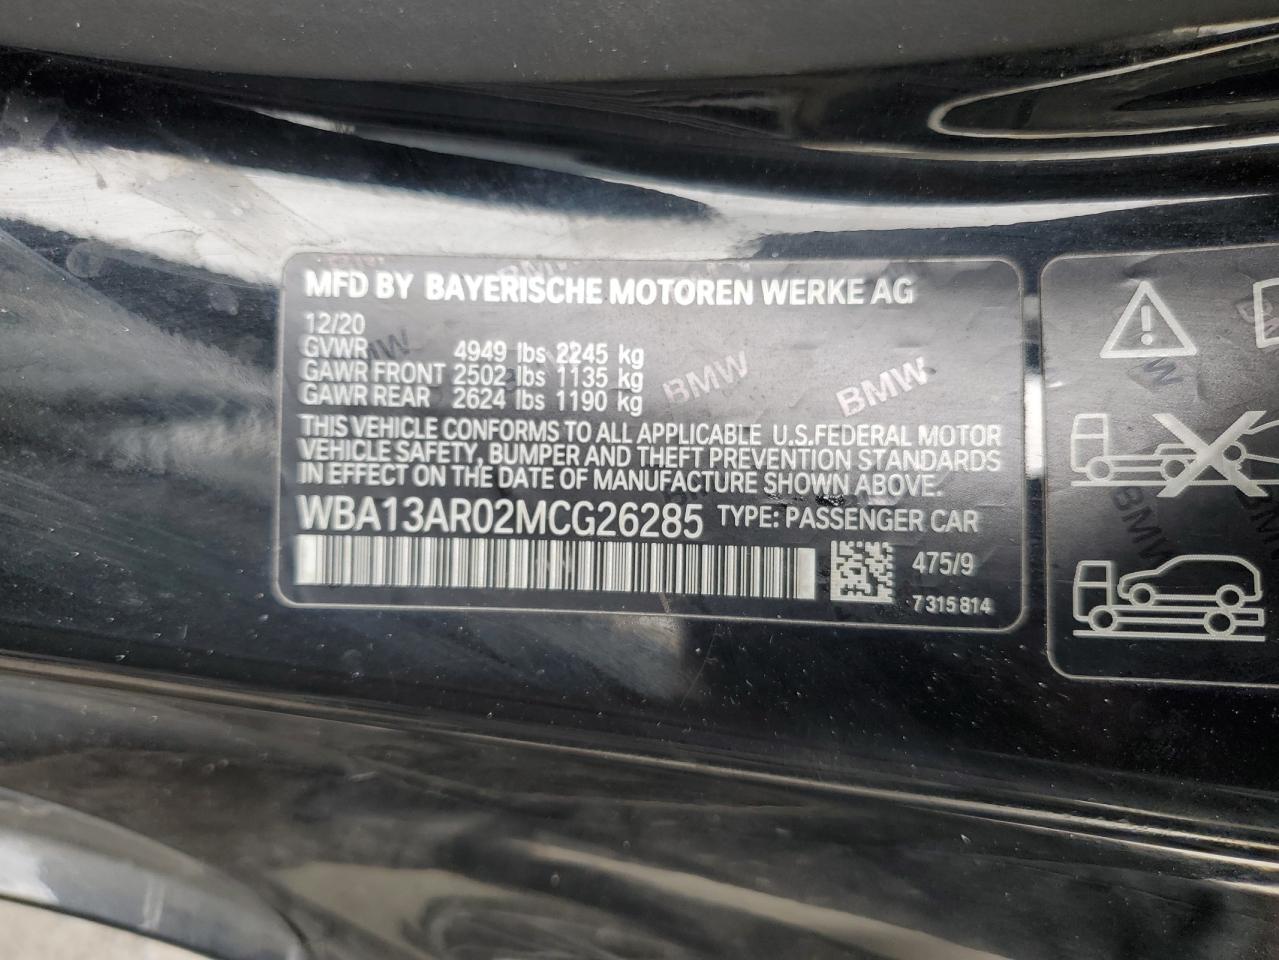 MFD BY BAYERISCHE MOTOREN WERKE AG
12/20
GVWR 4949 lbs 2245 kg
GAWR FRONT 2502 lbs 1135 kg
GAWR REAR 2624 lbs 1190 kg
THIS VEHICLE CONFORMS TO ALL APPLICABLE U.S.FEDERAL MOTOR
VEHICLE SAFETY, BUMPER AND THEFT PREVENTION STANDARDS
IN EFFECT ON THE DATE OF MANUFACTURE SHOWN ABOVE.
WBA13AR02MCG26285 TYPE: PASSENGER CAR
475/9
7 315 814
BMW
BMW
BMW
BMW
BMW